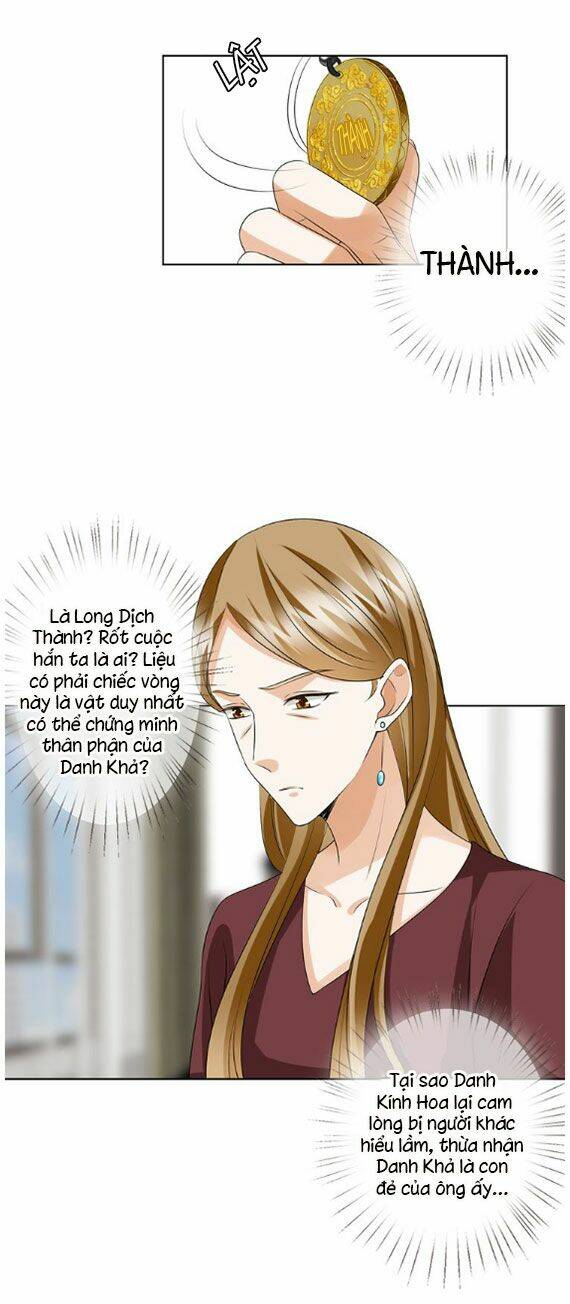 LẬT
THÀNH
THÀNH...
Là Long Dịch
Thành? Rốt cuộc
hắn ta là ai? Liệu
có phải chiếc vòng
này là vật duy nhất
có thể chứng minh
thân phận của
Danh Khả?
Tại sao Danh
Kính Hoa lại cam
lòng bị người khác
hiểu lầm, thừa nhận
Danh Khả là con
đẻ của ông ấy...